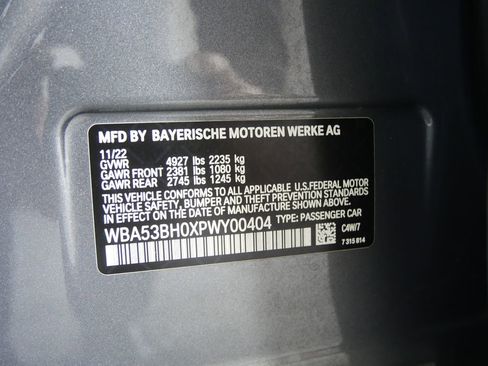 MFD BY BAYERISCHE MOTOREN WERKE AG
11/22
GVWR 4927 lbs 2235 kg
GAWR FRONT 2381 lbs 1080 kg
GAWR REAR 2745 lbs 1245 kg
THIS VEHICLE CONFORMS TO ALL APPLICABLE U.S.FEDERAL MOTOR
VEHICLE SAFETY, BUMPER, AND THEFT PREVENTION STANDARDS
IN EFFECT ON THE DATE OF MANUFACTURE SHOWN ABOVE.
WBA53BH0XPWY00404 TYPE: PASSENGER CAR
C4W/7
7 315 814